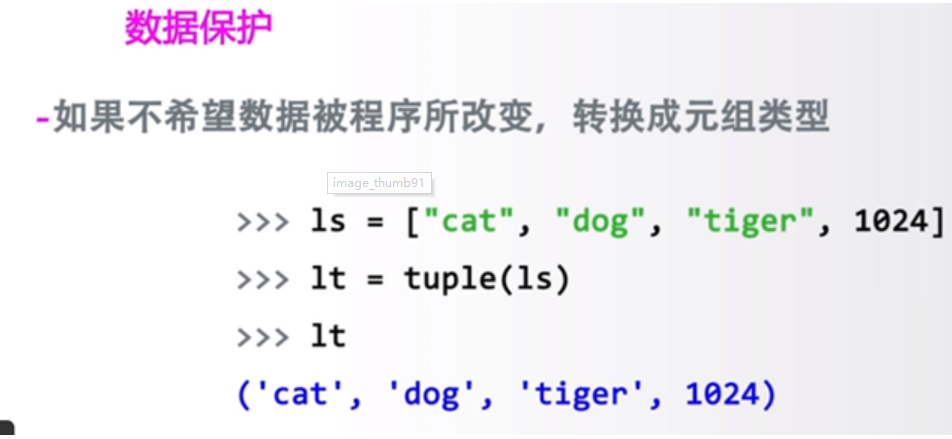 数据保护
-如果不希望数据被程序所改变，转换成元组类型
image_thumb91
>>> ls = ["cat", "dog", "tiger", 1024]
>>> lt = tuple(ls)
>>> lt
('cat', 'dog', 'tiger', 1024)